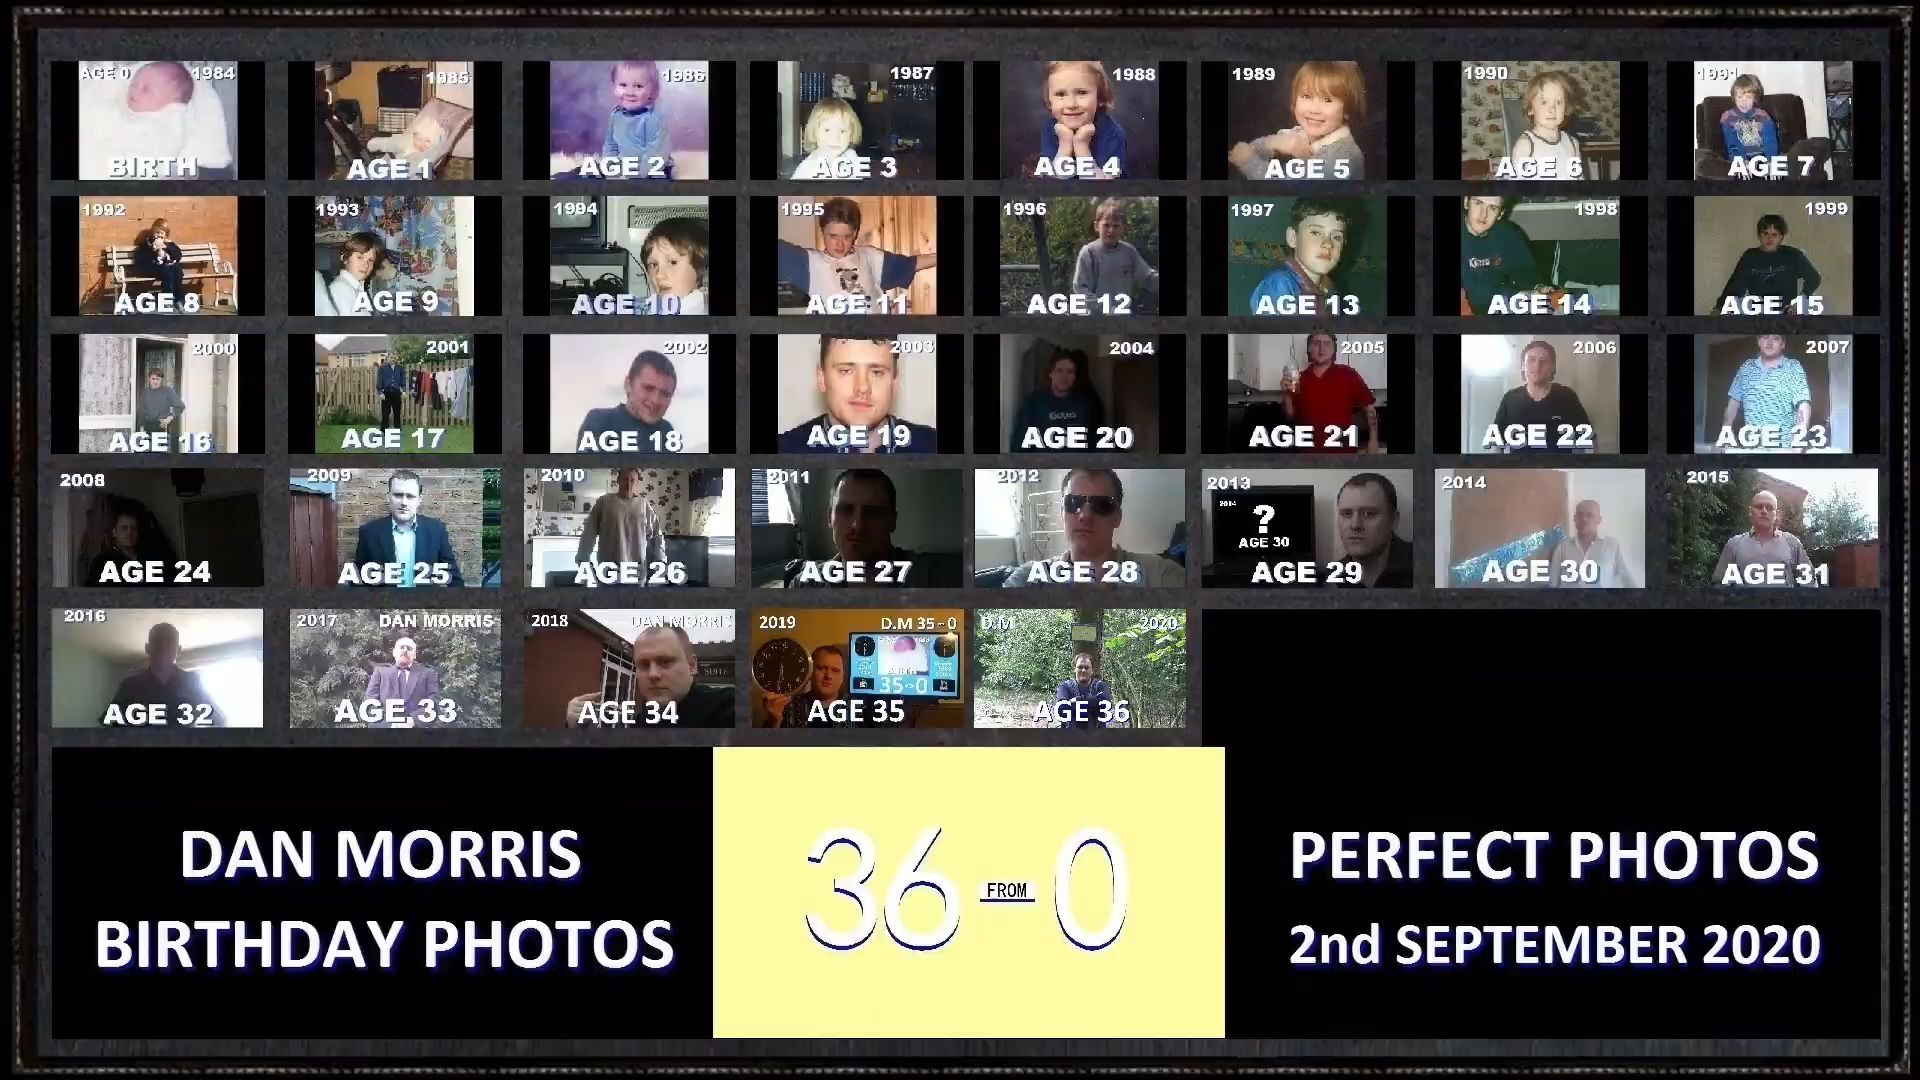 AGE 0 1984
BIRTH
1985
AGE 1
1986
AGE 2
1987
AGE 3
1988
AGE 4
1989
AGE 5
1990
AGE 6
1991
AGE 7
1992
AGE 8
1993
AGE 9
1994
AGE 10
1995
AGE 11
1996
AGE 12
1997
AGE 13
1998
AGE 14
1999
AGE 15
2000
AGE 16
2001
AGE 17
2002
AGE 18
2003
AGE 19
2004
AGE 20
2005
AGE 21
2006
AGE 22
2007
AGE 23
2008
AGE 24
2009
AGE 25
2010
AGE 26
2011
AGE 27
2012
AGE 28
2013
2014
?
AGE 30
AGE 29
2014
AGE 30
2015
AGE 31
2016
AGE 32
2017 DAN MORRIS
AGE 33
2018 DAN MORRIS
SUITE
AGE 34
2019 D.M 35-0
35-0
AGE 35
D.M 2020
AGE 36
DAN MORRIS
BIRTHDAY PHOTOS
36 FROM 0
PERFECT PHOTOS
2nd SEPTEMBER 2020